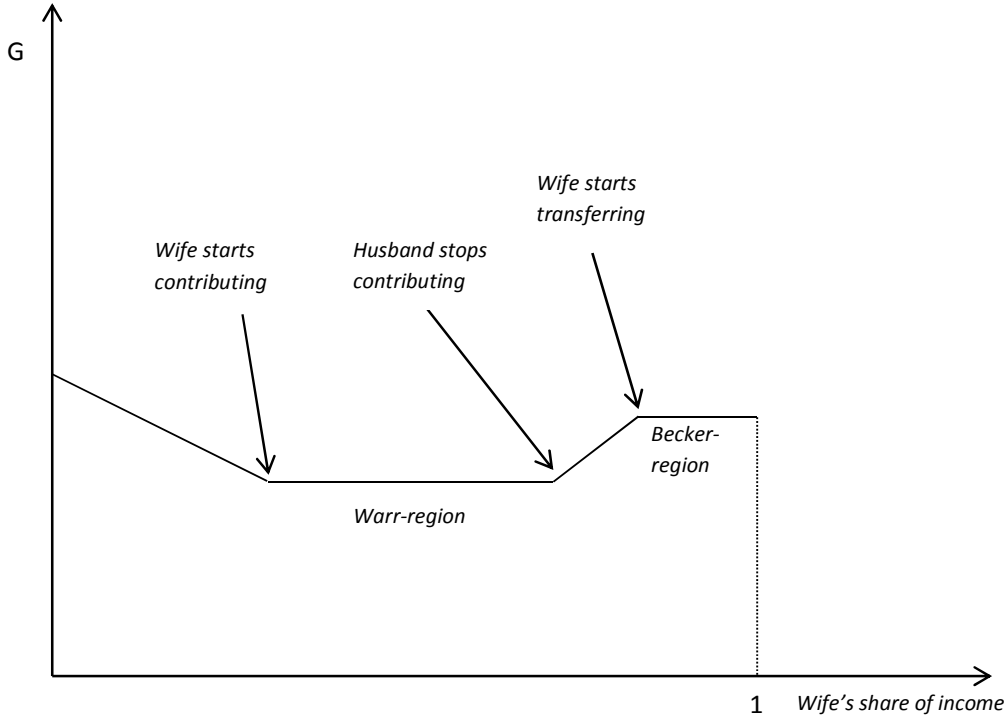 G
Wife starts
transferring
Wife starts
contributing
Husband stops
contributing
Becker-
region
Warr-region
1
Wife's share of income